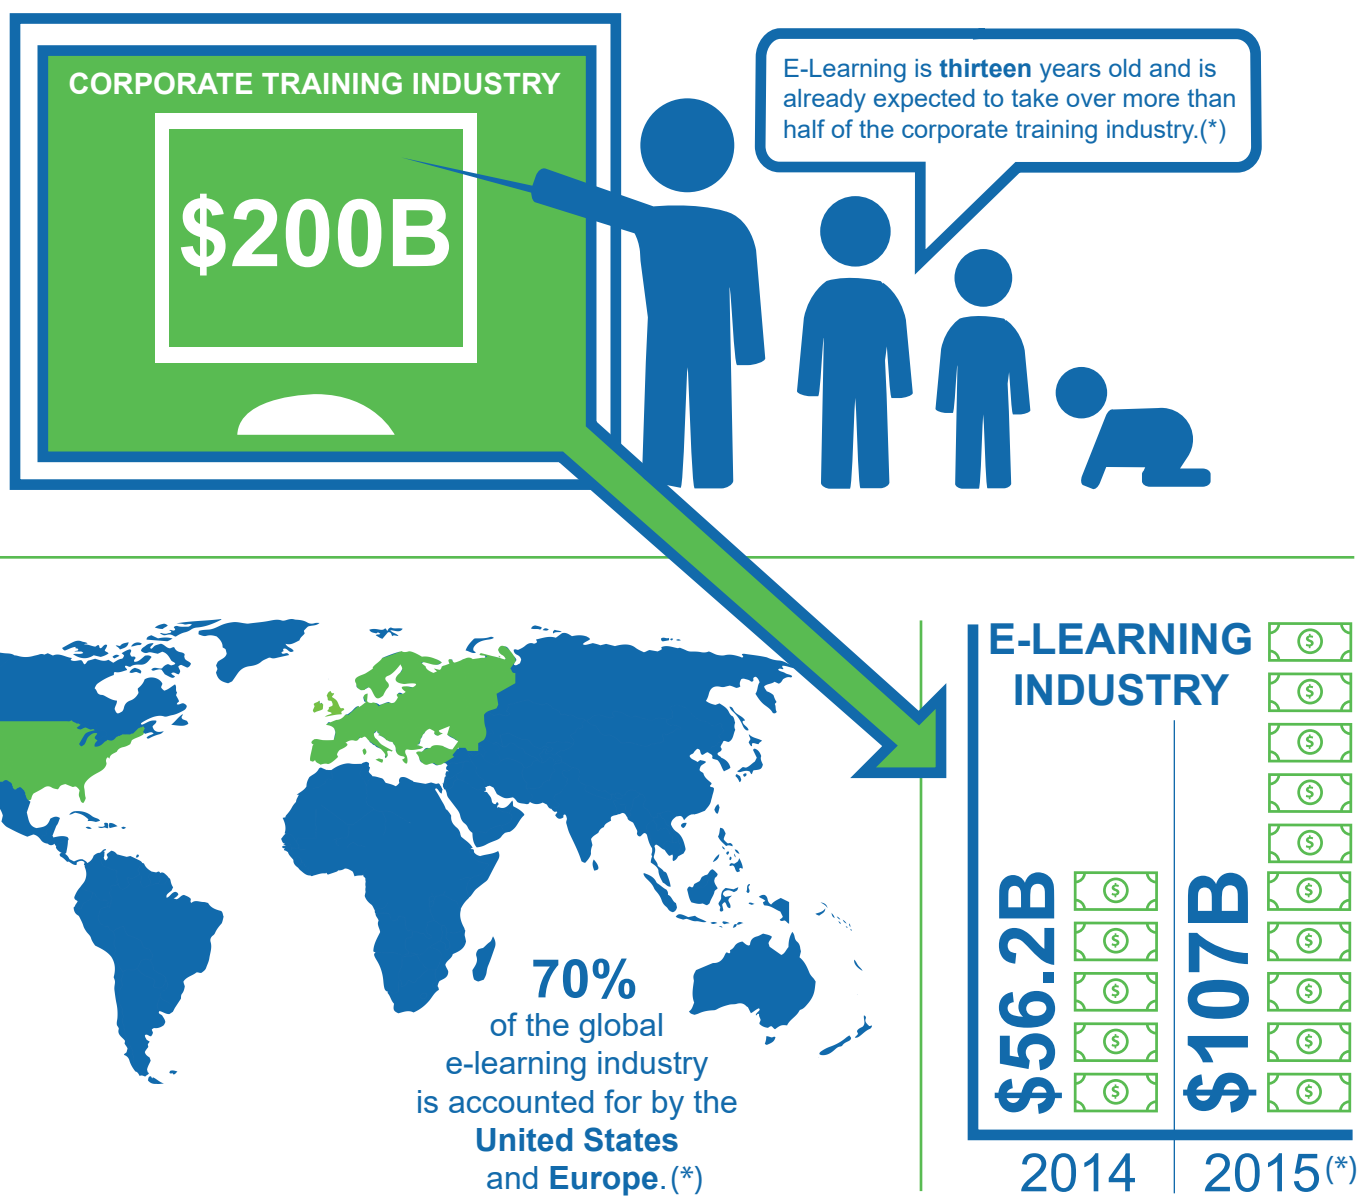 CORPORATE TRAINING INDUSTRY
$200B
E-Learning is thirteen years old and is
already expected to take over more than
half of the corporate training industry.(*)
70%
of the global
e-learning industry
is accounted for by the
United States
and Europe.(*)
E-LEARNING
INDUSTRY
$56.2B
$107B
2014
2015(*)